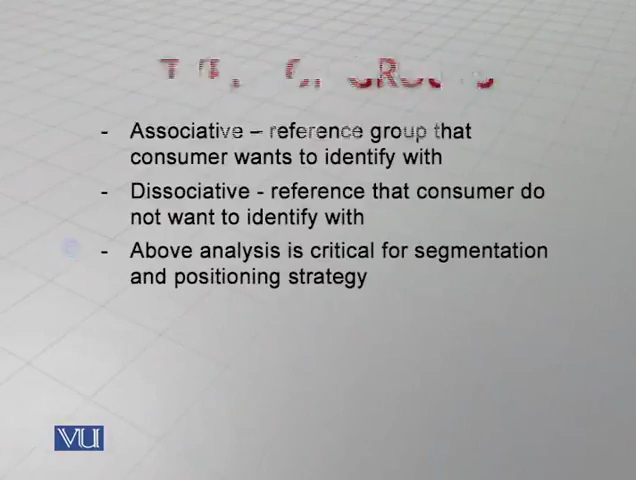 - Associative – reference group that
consumer wants to identify with
- Dissociative - reference that consumer do
not want to identify with
- Above analysis is critical for segmentation
and positioning strategy
VU